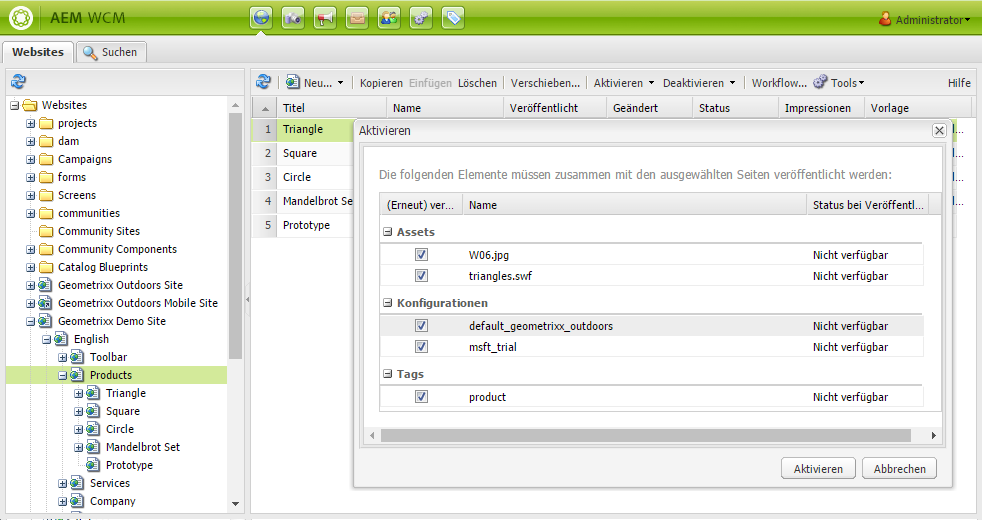 AEM WCM
Administrator
Websites
Suchen
Neu...
Kopieren
Einfügen
Löschen
Verschieben...
Aktivieren
Deaktivieren
Workflow...
Tools
Hilfe
Websites
projects
dam
Campaigns
forms
Screens
communities
Community Sites
Community Components
Catalog Blueprints
Geometrixx Outdoors Site
Geometrixx Outdoors Mobile Site
Geometrixx Demo Site
English
Toolbar
Products
Triangle
Square
Circle
Mandelbrot Set
Prototype
Services
Company
Titel Name Veröffentlicht Geändert Status Impressionen Vorlage
1 Triangle
2 Square
3 Circle
4 Mandelbrot Se
5 Prototype
Aktivieren
Die folgenden Elemente müssen zusammen mit den ausgewählten Seiten veröffentlicht werden:
(Erneut) ver... Name Status bei Veröffentl...
Assets
W06.jpg Nicht verfügbar
triangles.swf Nicht verfügbar
Konfigurationen
default_geometrixx_outdoors Nicht verfügbar
msft_trial Nicht verfügbar
Tags
product Nicht verfügbar
Aktivieren
Abbrechen